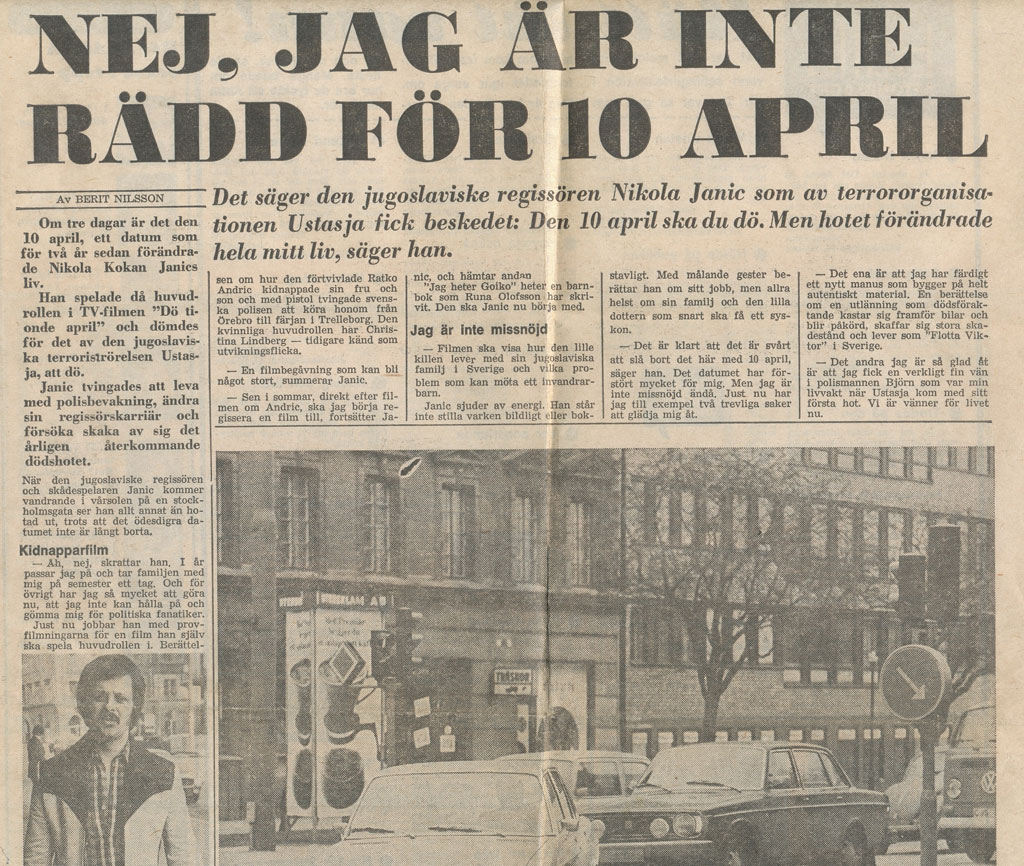 NEJ, JAG ÄR INTE
RÄDD FÖR 10 APRIL
Av BERIT NILSSON
Det säger den jugoslaviske regissören Nikola Janic som av terrororganisa-
tionen Ustasja fick beskedet: Den 10 april ska du dö. Men hotet förändrade
hela mitt liv, säger han.
Om tre dagar är det den
10 april, ett datum som
för två år sedan förändra-
de Nikola Kokan Janics
liv.
Han spelade då huvud-
rollen i TV-filmen "Dö ti-
onde april" och dömdes
för det av den jugoslavis-
ka terroriströrelsen Ustas-
ja, att dö.
Janic tvingades att leva
med polisbevakning, ändra
sin regissörskarriär och
försöka skaka av sig det
årligen återkommande
dödshotet.
När den jugoslaviske regissören
och skådespelaren Janic kommer
vandrande i vårsolen på en stock-
holmsgata ser han allt annat än ho-
tad ut, trots att det ödesdigra da-
tumet inte är långt borta.
Kidnapparfilm
— Äh, nej, skrattar han. I år
passar jag på och tar familjen med
mig på semester ett tag. Och för
övrigt har jag så mycket att göra
nu, att jag inte kan hålla på och
gömma mig för politiska fanatiker.
Just nu jobbar han med prov-
filmningarna för en film han själv
ska spela huvudrollen i. Berättel-
sen om hur den förtvivlade Ratko
Andric kidnappade sin fru och
son och med pistol tvingade svens-
ka polisen att köra honom från
Örebro till färjan i Trelleborg. Den
kvinnliga huvudrollen har Chris-
tina Lindberg — tidigare känd som
utvikningsflicka.
— En filmbegåvning som kan bli
något stort, summerar Janic.
— Sen i sommar, direkt efter fil-
men om Andric, ska jag börja re-
gissera en film till, fortsätter Ja-
nic, och hämtar andan
"Jag heter Goiko" heter en barn-
bok som Runa Olofsson har skri-
vit. Den ska Janic nu börja med.
Jag är inte missnöjd
— Filmen ska visa hur den lille
killen lever med sin jugoslaviska
familj i Sverige och vilka pro-
blem som kan möta ett invandrar-
barn.
Janic sjuder av energi. Han står
inte stilla varken bildligt eller bok-
stavligt. Med målande gester be-
rättar han om sitt jobb, men allra
helst om sin familj och den lilla
dottern som snart ska få ett sys-
kon.
— Det är klart att det är svårt
att slå bort det här med 10 april,
säger han. Det datumet har för-
stört mycket för mig. Men jag är
inte missnöjd ändå. Just nu har
jag till exempel två trevliga saker
att glädja mig åt.
— Det ena är att jag har färdigt
ett nytt manus som bygger på helt
autentiskt material. En berättelse
om en utlänning som dödsförak-
tande kastar sig framför bilar och
blir påkörd, skaffar sig stora ska-
destånd och lever som "Flotta Vik-
tor" i Sverige.
— Det andra jag är så glad åt
är att jag fick en verkligt fin vän
i polismannen Björn som var min
livvakt när Ustasja kom med sitt
första hot. Vi är vänner för livet
nu.
TRÄSKOR